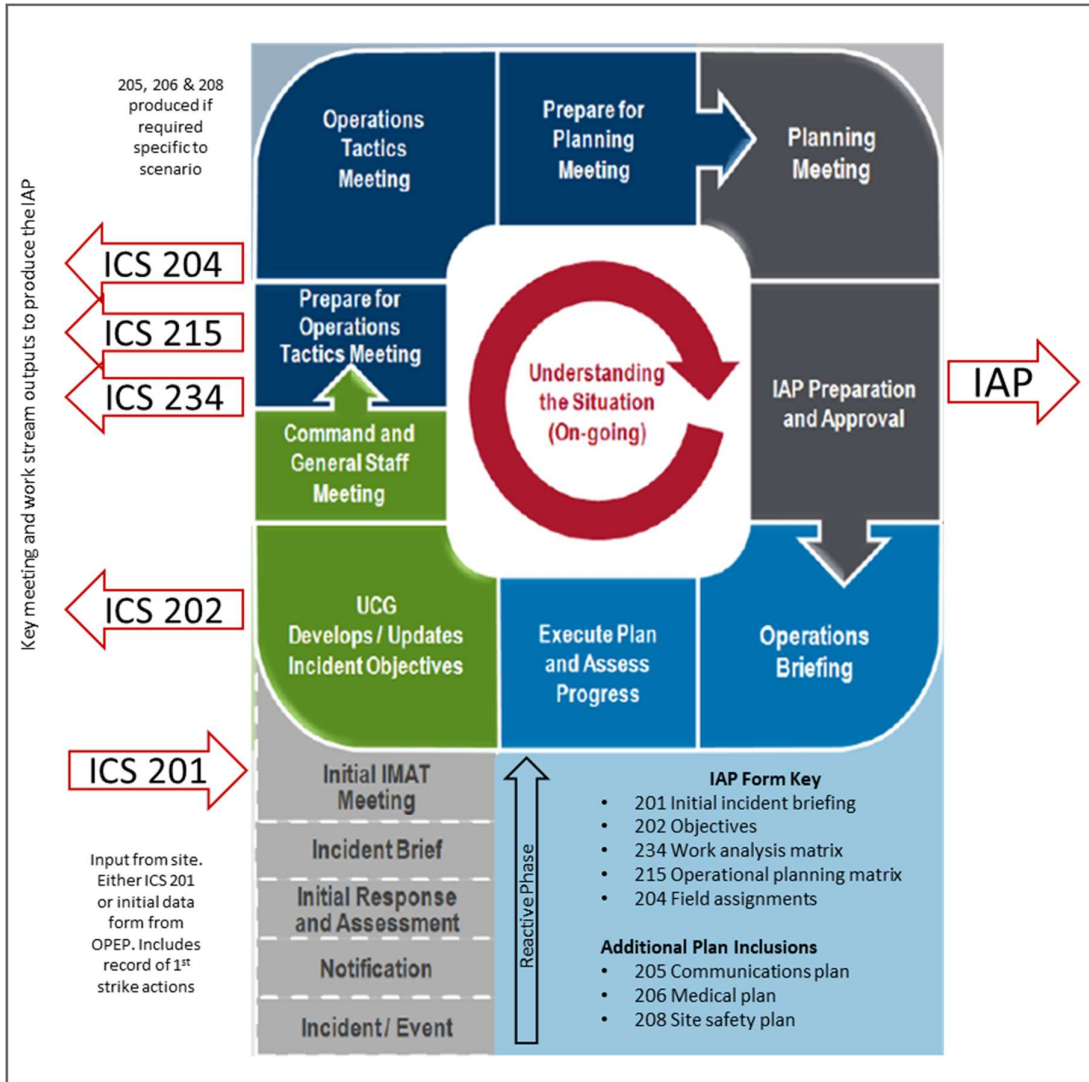 205, 206 & 208
produced if
required
specific to
scenario
Key meeting and work stream outputs to produce the IAP
Operations
Tactics
Meeting
Prepare for
Planning
Meeting
Planning
Meeting
ICS 204
ICS 215
ICS 234
Prepare for
Operations
Tactics Meeting
Understanding
the Situation
(On-going)
IAP Preparation
and Approval
IAP
Command and
General Staff
Meeting
ICS 202
UCG
Develops / Updates
Incident Objectives
Execute Plan
and Assess
Progress
Operations
Briefing
ICS 201
Initial IMAT
Meeting
Incident Brief
Initial Response
and Assessment
Notification
Incident / Event
Input from site.
Either ICS 201
or initial data
form from
OPEP. Includes
record of 1st
strike actions
Reactive Phase
IAP Form Key
• 201 Initial incident briefing
• 202 Objectives
• 234 Work analysis matrix
• 215 Operational planning matrix
• 204 Field assignments
Additional Plan Inclusions
• 205 Communications plan
• 206 Medical plan
• 208 Site safety plan